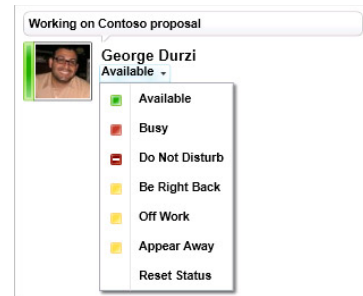 Working on Contoso proposal
George Durzi
Available
Available
Busy
Do Not Disturb
Be Right Back
Off Work
Appear Away
Reset Status